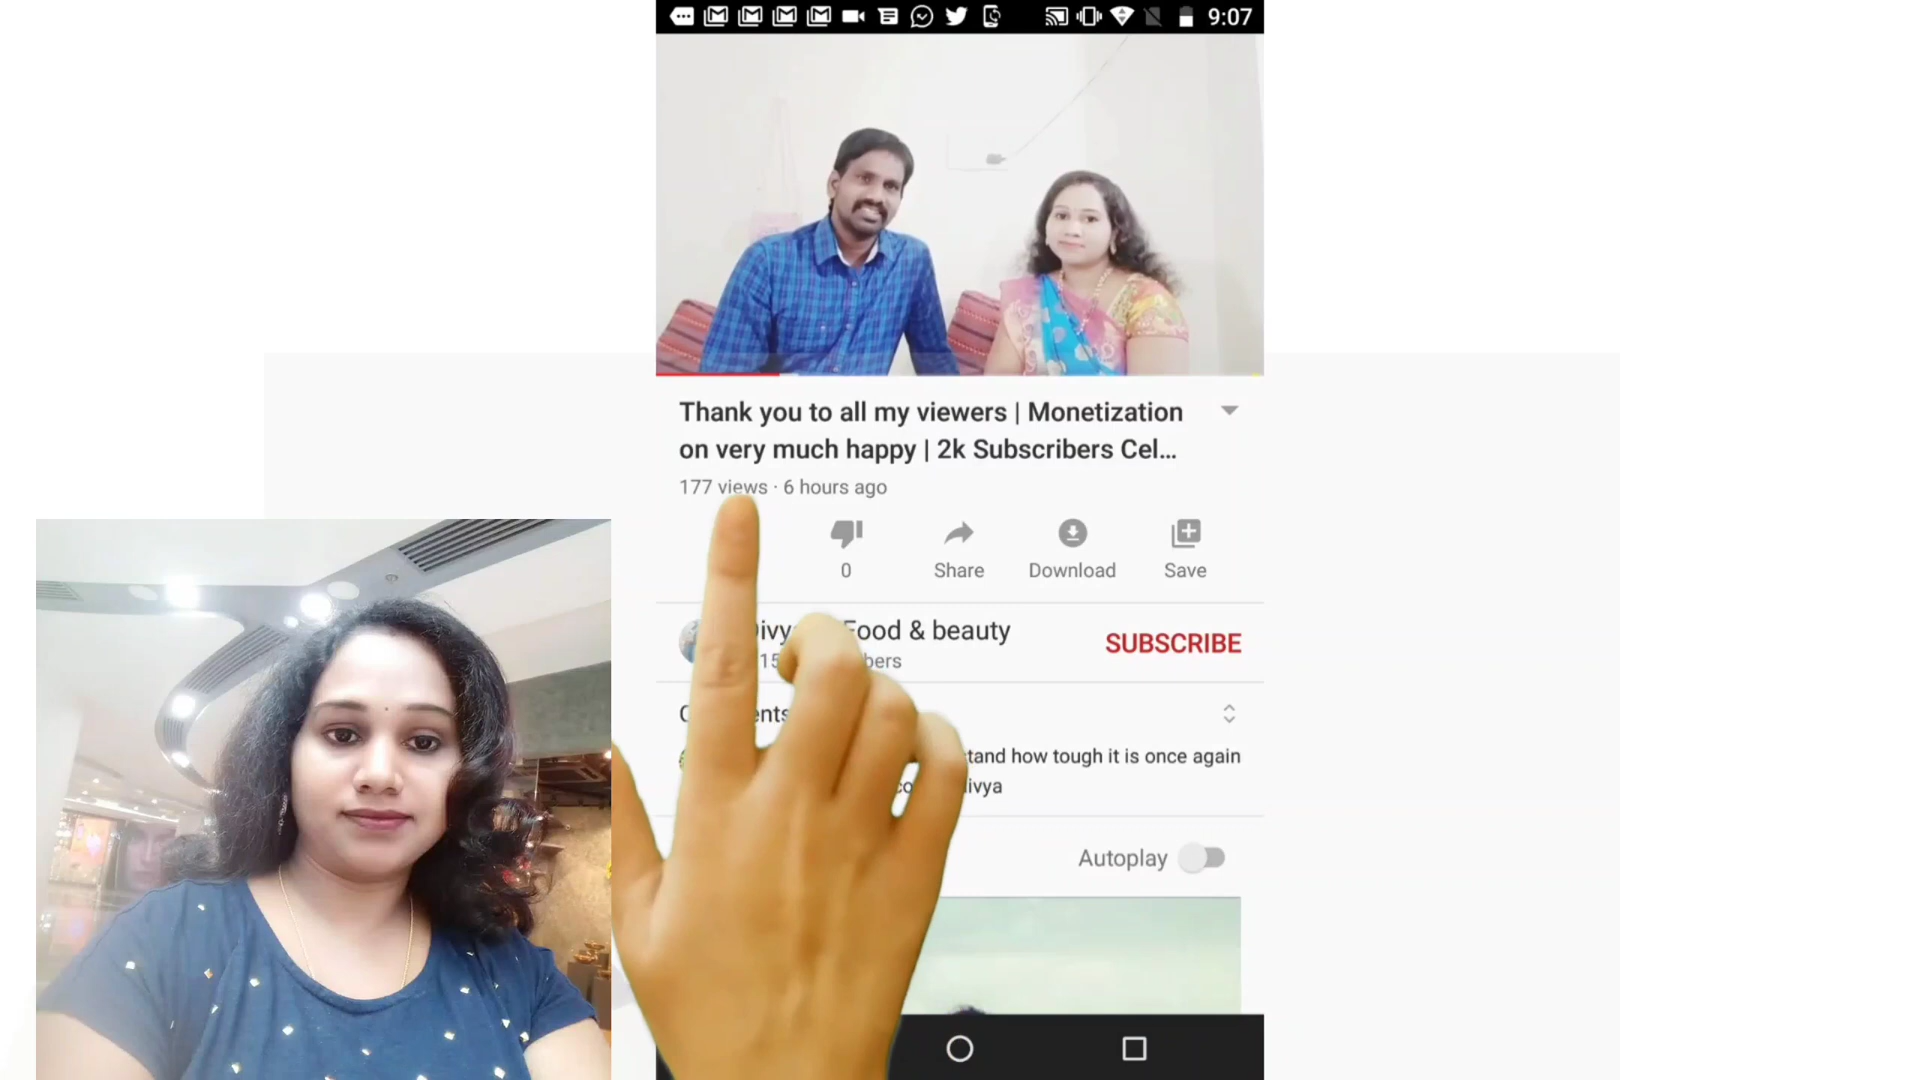 9:07
Thank you to all my viewers | Monetization
on very much happy | 2k Subscribers Cel...
177 views · 6 hours ago
0
Share
Download
Save
Food & beauty
SUBSCRIBE
how tough it is once again
Autoplay